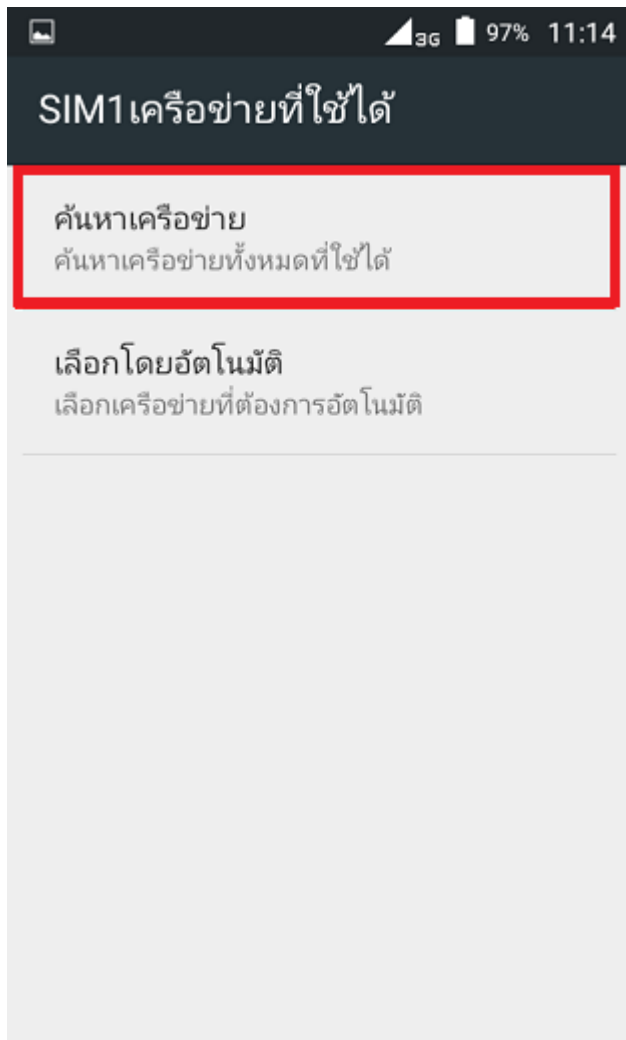 3G 97% 11:14
SIM1เครือข่ายที่ใช้ได้
ค้นหาเครือข่าย
ค้นหาเครือข่ายทั้งหมดที่ใช้ได้
เลือกโดยอัตโนมัติ
เลือกเครือข่ายที่ต้องการอัตโนมัติ